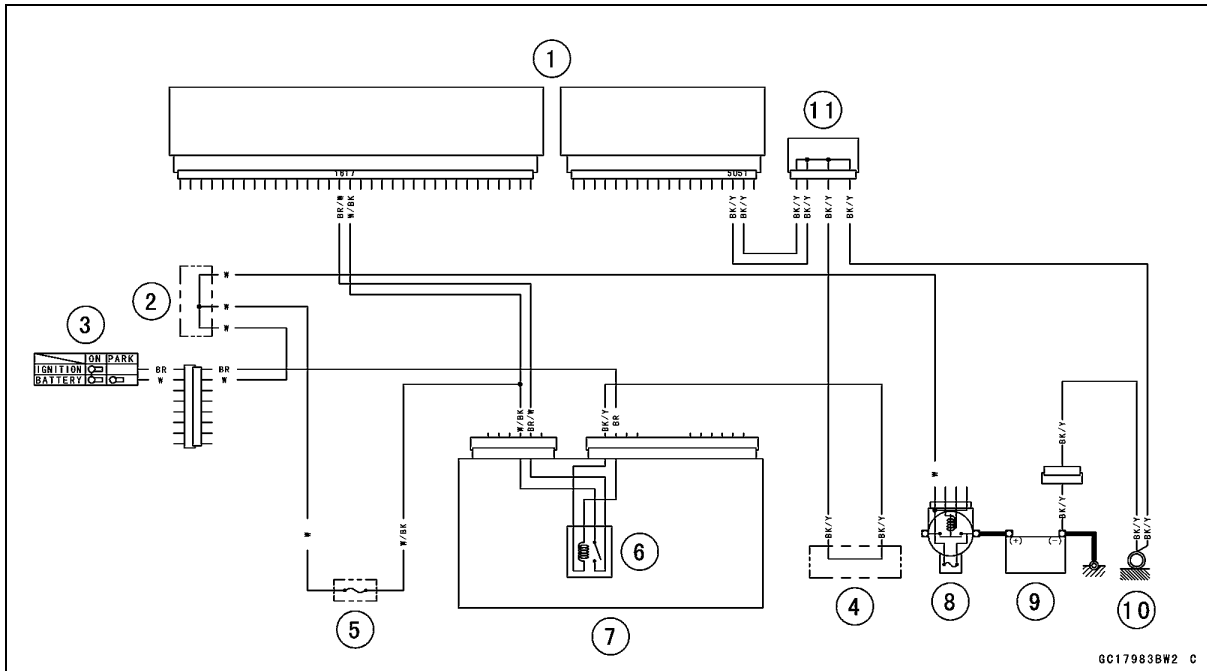 1
11
1617
5051
BR/W
W/BK
BK/Y
BK/Y
BK/Y
BK/Y
BK/Y
BK/Y
W
W
W
2
3
ON PARK
IGNITION
BATTERY
BR
W
BR
W
W/BK
BR/W
BK/Y
BR
W
W/BK
BK/Y
BK/Y
W
BK/Y
BK/Y
BK/Y
BK/Y
(+)
(-)
5
6
7
4
8
9
10
GC17983BW2 C